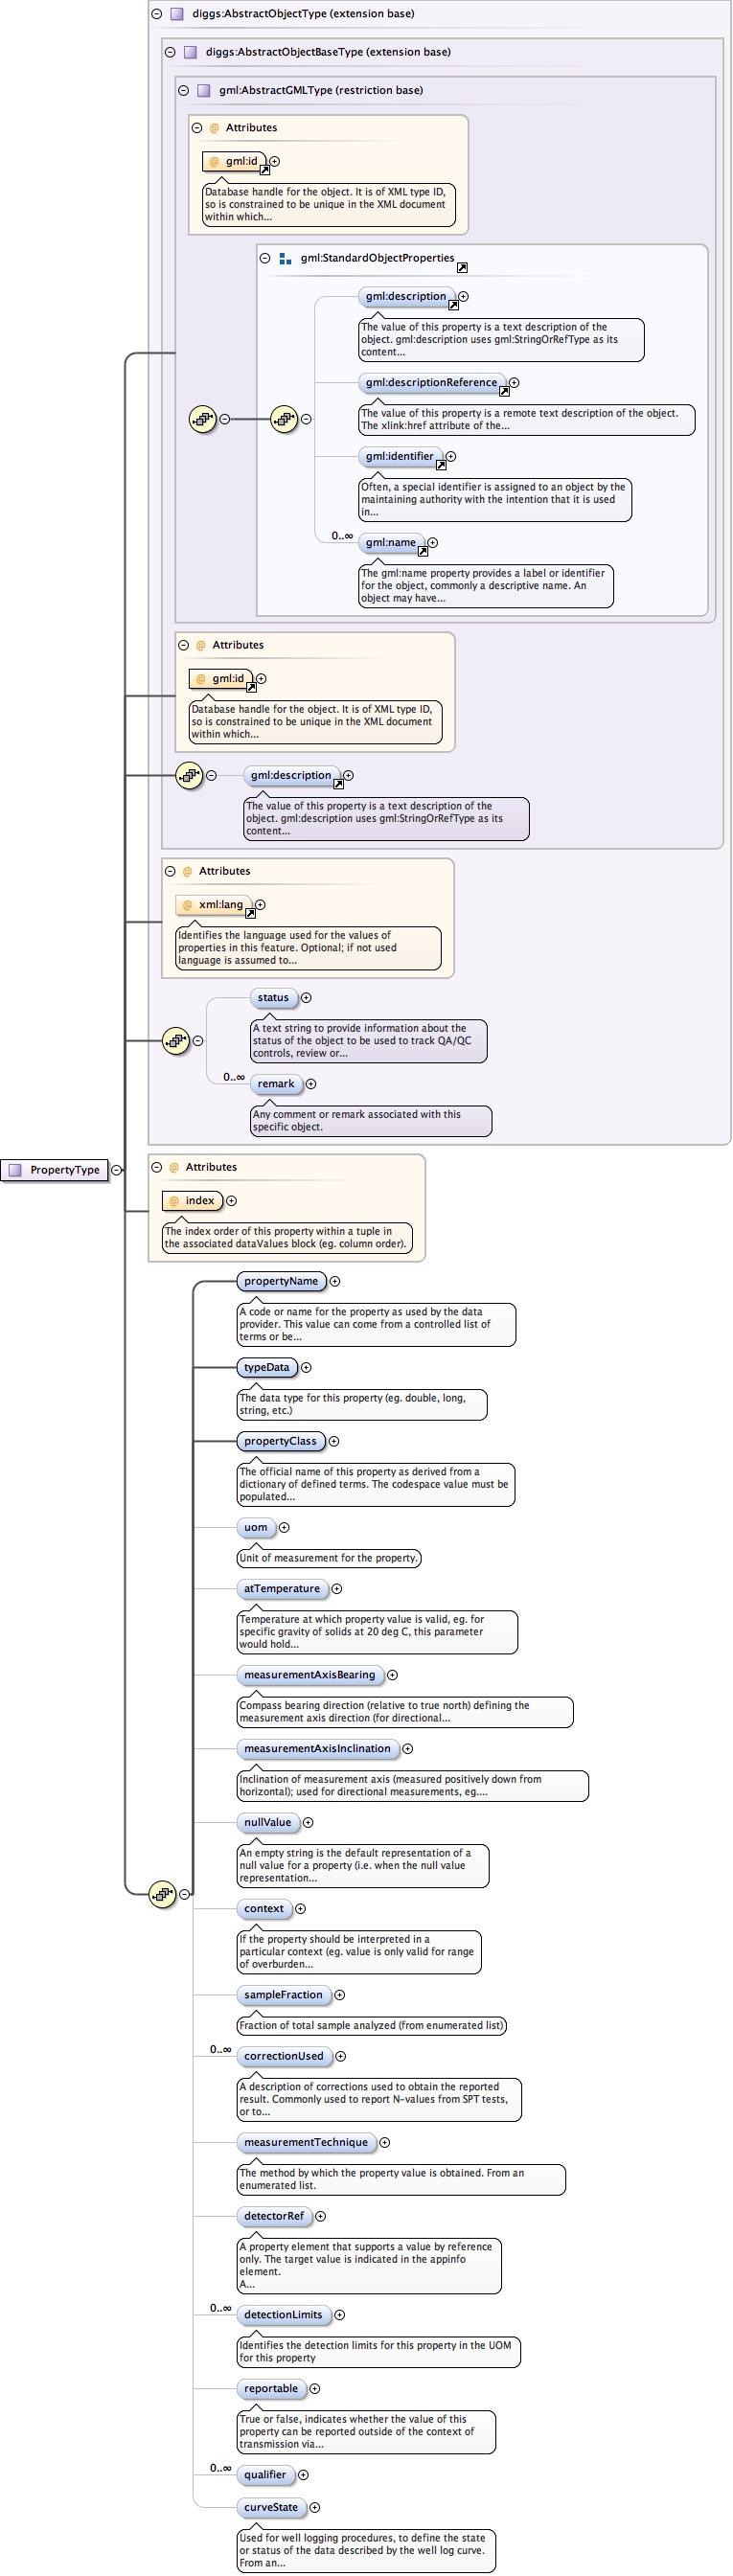 diggs:AbstractObjectType (extension base)
diggs:AbstractObjectBaseType (extension base)
gml:AbstractGMLType (restriction base)
@ Attributes
@ gml:id
Database handle for the object. It is of XML type ID,
so is constrained to be unique in the XML document
within which...
gml:StandardObjectProperties
gml:description
The value of this property is a text description of the
object. gml:description uses gml:StringOrRefType as its
content...
gml:descriptionReference
The value of this property is a remote text description of the object.
The xlink:href attribute of the...
gml:identifier
Often, a special identifier is assigned to an object by the
maintaining authority with the intention that it is used
in...
0..∞
gml:name
The gml:name property provides a label or identifier
for the object, commonly a descriptive name. An
object may have...
@ Attributes
@ gml:id
Database handle for the object. It is of XML type ID,
so is constrained to be unique in the XML document
within which...
gml:description
The value of this property is a text description of the
object. gml:description uses gml:StringOrRefType as its
content...
@ Attributes
@ xml:lang
Identifies the language used for the values of
properties in this feature. Optional; if not used
language is assumed to...
status
A text string to provide information about the
status of the object to be used to track QA/QC
controls, review or...
0..∞
remark
Any comment or remark associated with this
specific object.
PropertyType
@ Attributes
@ index
The index order of this property within a tuple in
the associated dataValues block (eg. column order).
propertyName
A code or name for the property as used by the data
provider. This value can come from a controlled list of
terms or be...
typeData
The data type for this property (eg. double, long,
string, etc.)
propertyClass
The official name of this property as derived from a
dictionary of defined terms. The codespace value must be
populated...
uom
Unit of measurement for the property.
atTemperature
Temperature at which property value is valid, eg. for
specific gravity of solids at 20 deg C, this parameter
would hold...
measurementAxisBearing
Compass bearing direction (relative to true north) defining the
measurement axis direction (for directional...
measurementAxisInclination
Inclination of measurement axis (measured positively down from
horizontal); used for directional measurements, eg....
nullValue
An empty string is the default representation of a
null value for a property (i.e. when the null value
representation...
context
If the property should be interpreted in a
particular context (eg. value is only valid for range
of overburden...
sampleFraction
Fraction of total sample analyzed (from enumerated list)
0..∞
correctionUsed
A description of corrections used to obtain the reported
result. Commonly used to report N-values from SPT tests,
or to...
measurementTechnique
The method by which the property value is obtained. From an
enumerated list.
detectorRef
A property element that supports a value by reference
only. The target value is indicated in the appinfo
element.
A...
0..∞
detectionLimits
Identifies the detection limits for this property in the UOM
for this property
reportable
True or false, indicates whether the value of this
property can be reported outside of the context of
transmission via...
0..∞
qualifier
curveState
Used for well logging procedures, to define the state
or status of the data described by the well log curve.
From an...